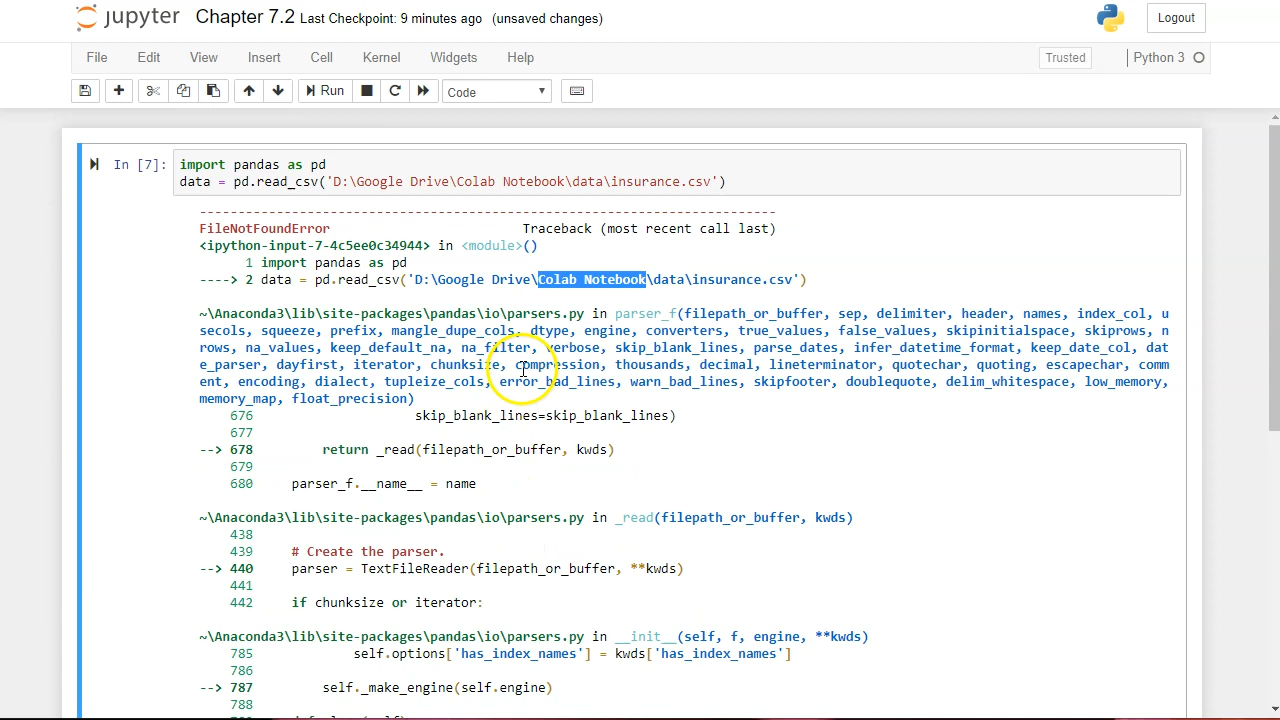 jupyter Chapter 7.2 Last Checkpoint: 9 minutes ago (unsaved changes) Logout
File Edit View Insert Cell Kernel Widgets Help Trusted Python 3
Run Code
In [7]: import pandas as pd
data = pd.read_csv('D:\Google Drive\Colab Notebook\data\insurance.csv')
---------------------------------------------------------------------------
FileNotFoundError Traceback (most recent call last)
<ipython-input-7-4c5ee0c34944> in <module>()
1 import pandas as pd
----> 2 data = pd.read_csv('D:\Google Drive\Colab Notebook\data\insurance.csv')
~\Anaconda3\lib\site-packages\pandas\io\parsers.py in parser_f(filepath_or_buffer, sep, delimiter, header, names, index_col, u
secols, squeeze, prefix, mangle_dupe_cols, dtype, engine, converters, true_values, false_values, skipinitialspace, skiprows, n
rows, na_values, keep_default_na, na_filter, verbose, skip_blank_lines, parse_dates, infer_datetime_format, keep_date_col, dat
e_parser, dayfirst, iterator, chunksize, compression, thousands, decimal, lineterminator, quotechar, quoting, escapechar, comm
ent, encoding, dialect, tupleize_cols, error_bad_lines, warn_bad_lines, skipfooter, doublequote, delim_whitespace, low_memory,
memory_map, float_precision)
676 skip_blank_lines=skip_blank_lines)
677
--> 678 return _read(filepath_or_buffer, kwds)
679
680 parser_f.__name__ = name
~\Anaconda3\lib\site-packages\pandas\io\parsers.py in _read(filepath_or_buffer, kwds)
438
439 # Create the parser.
--> 440 parser = TextFileReader(filepath_or_buffer, **kwds)
441
442 if chunksize or iterator:
~\Anaconda3\lib\site-packages\pandas\io\parsers.py in __init__(self, f, engine, **kwds)
785 self.options['has_index_names'] = kwds['has_index_names']
786
--> 787 self._make_engine(self.engine)
788